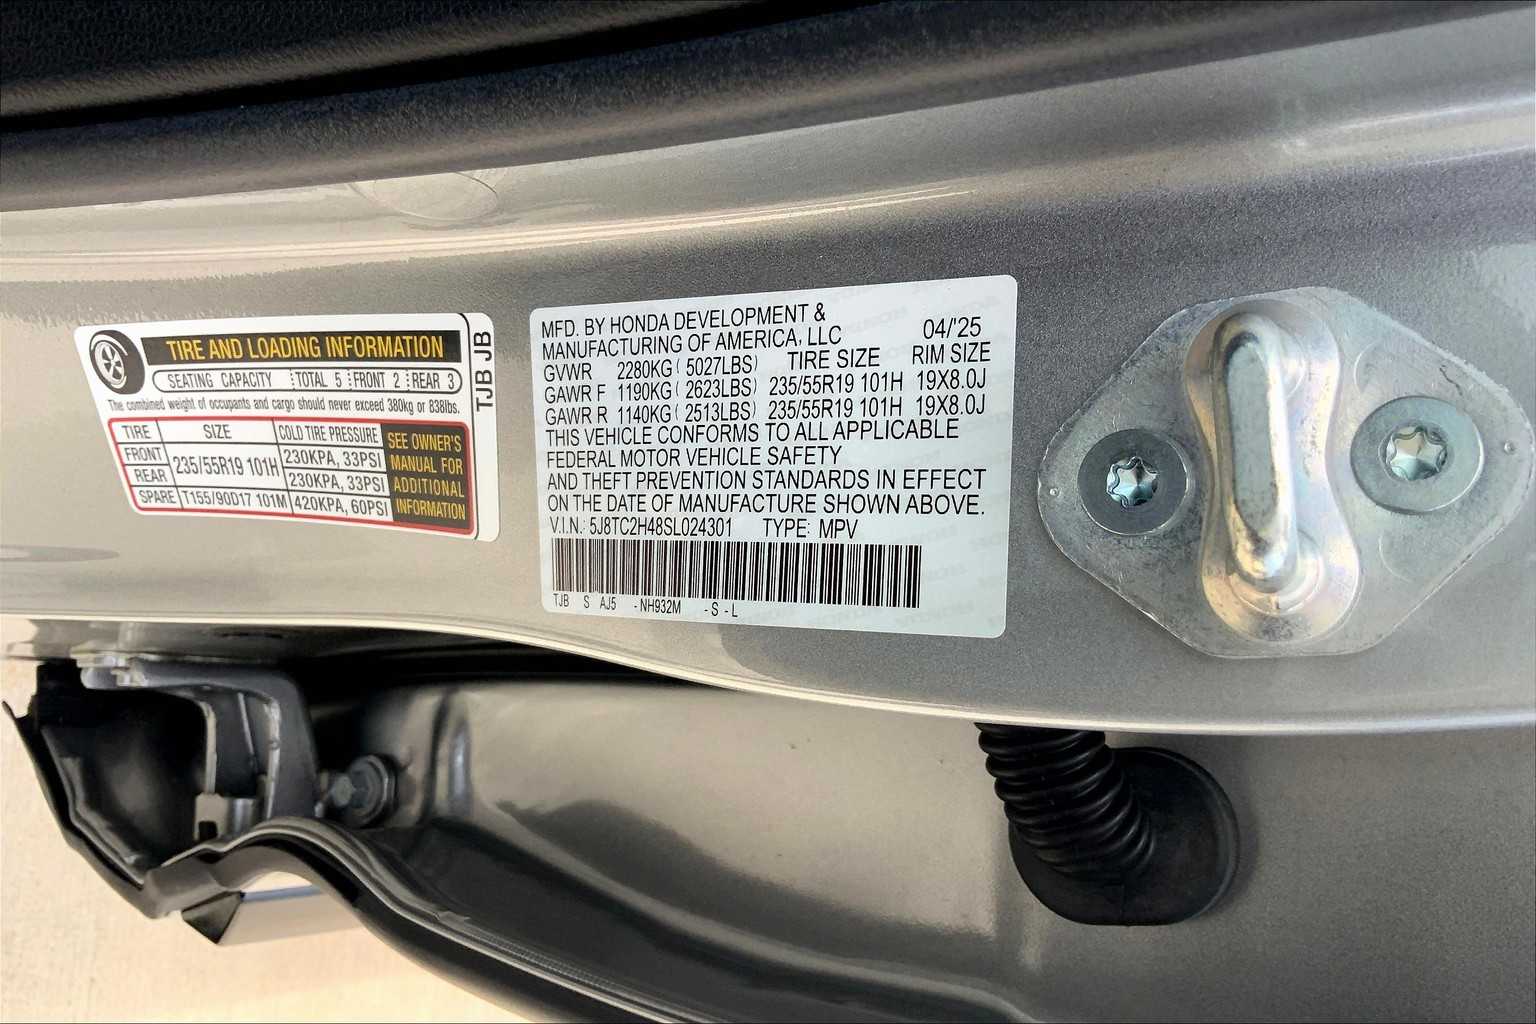 TIRE AND LOADING INFORMATION
SEATING CAPACITY TOTAL 5 FRONT 2 REAR 3
The combined weight of occupants and cargo should never exceed 380kg or 838lbs.
TIRE SIZE COLD TIRE PRESSURE
FRONT 235/55R19 101H 230KPA, 33PSI
REAR 230KPA, 33PSI
SPARE T155/90D17 101M 420KPA, 60PSI
SEE OWNER'S
MANUAL FOR
ADDITIONAL
INFORMATION
TJB JB
MFD. BY HONDA DEVELOPMENT &
MANUFACTURING OF AMERICA, LLC 04/'25
GVWR 2280KG ( 5027LBS) TIRE SIZE RIM SIZE
GAWR F 1190KG ( 2623LBS) 235/55R19 101H 19X8.0J
GAWR R 1140KG ( 2513LBS) 235/55R19 101H 19X8.0J
THIS VEHICLE CONFORMS TO ALL APPLICABLE
FEDERAL MOTOR VEHICLE SAFETY
AND THEFT PREVENTION STANDARDS IN EFFECT
ON THE DATE OF MANUFACTURE SHOWN ABOVE.
V.I.N.: 5J8TC2H48SL024301 TYPE: MPV
TJB S AJ5 - NH932M - S - L